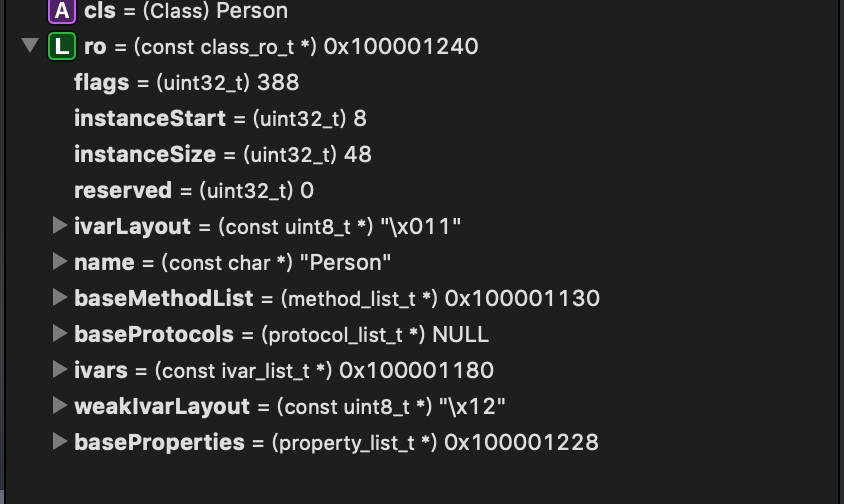 A cls = (Class) Person
L ro = (const class_ro_t *) 0x100001240
flags = (uint32_t) 388
instanceStart = (uint32_t) 8
instanceSize = (uint32_t) 48
reserved = (uint32_t) 0
ivarLayout = (const uint8_t *) "\x011"
name = (const char *) "Person"
baseMethodList = (method_list_t *) 0x100001130
baseProtocols = (protocol_list_t *) NULL
ivars = (const ivar_list_t *) 0x100001180
weakIvarLayout = (const uint8_t *) "\x12"
baseProperties = (property_list_t *) 0x100001228